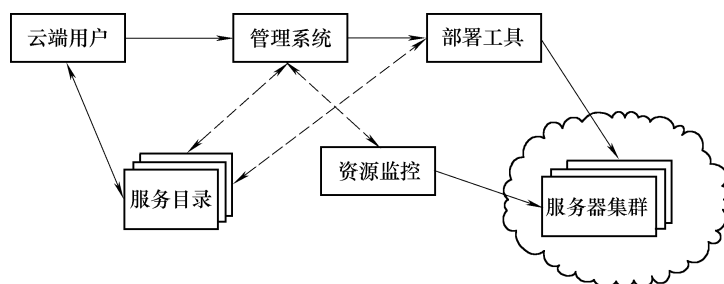 云端用户
管理系统
部署工具
资源监控
服务目录
服务器集群